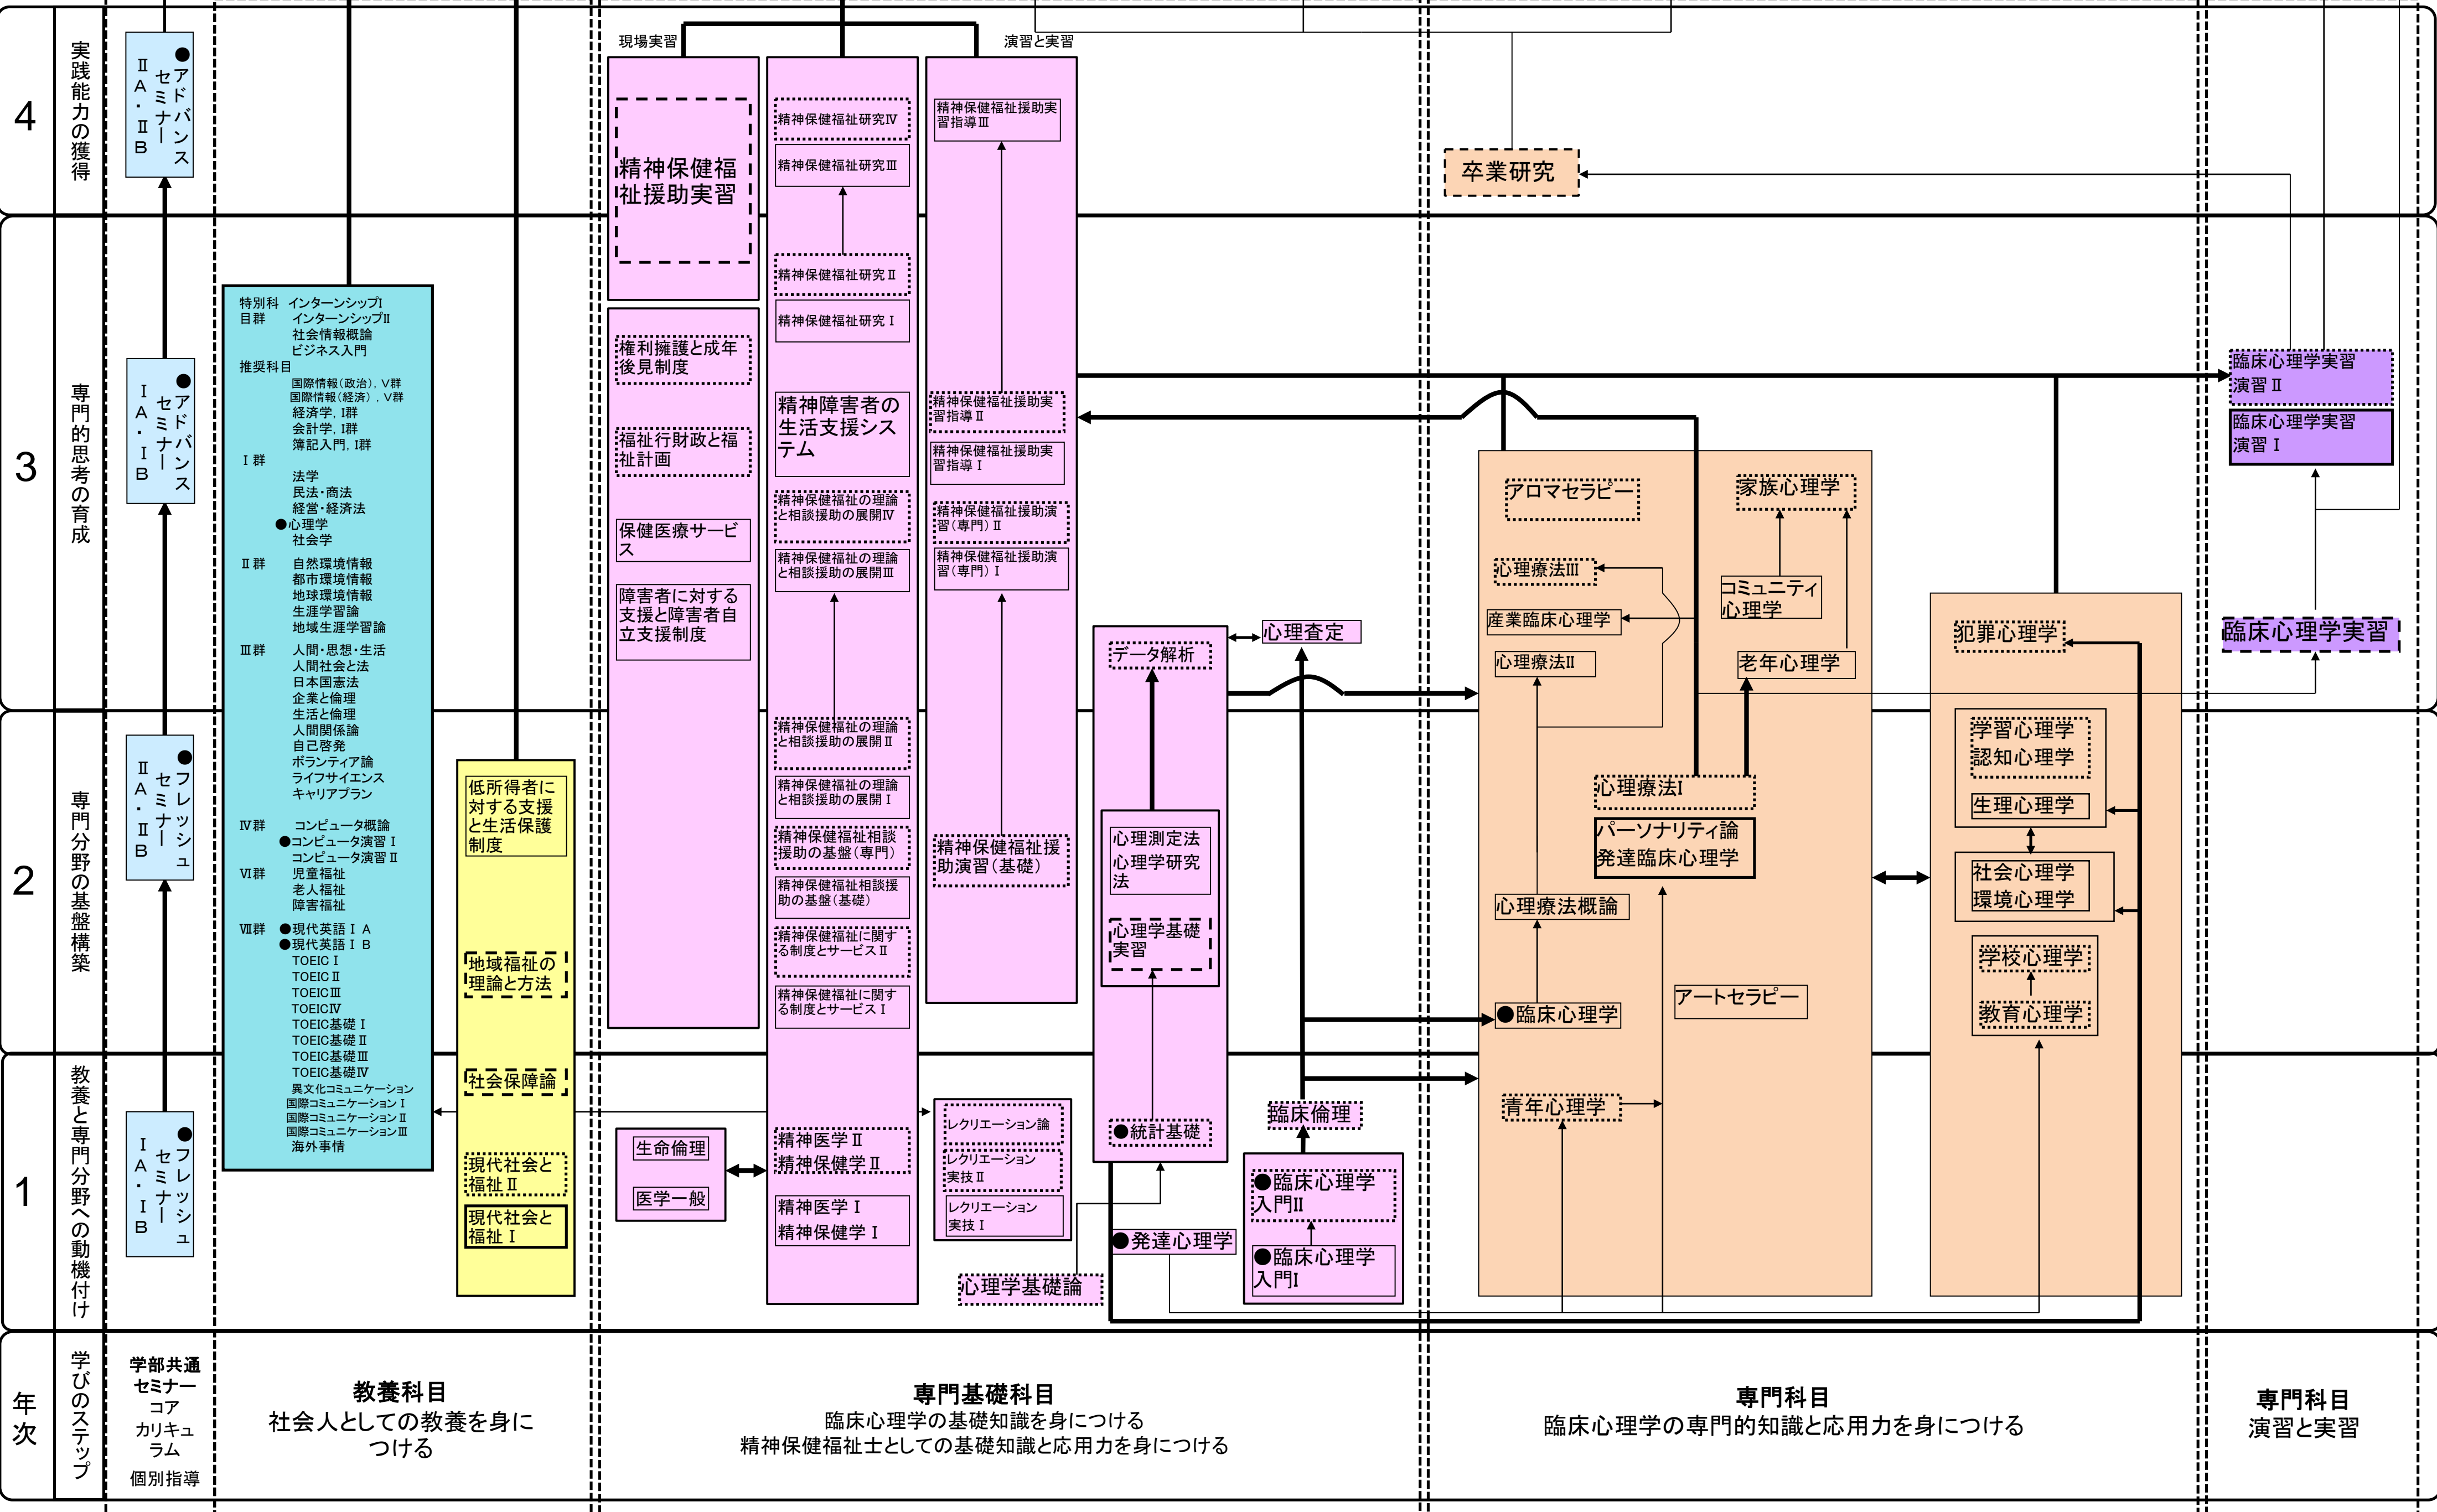 4
実践能力の獲得
●アドバンス
セミナー
ⅡA・ⅡB
現場実習
演習と実習
精神保健福
祉援助実習
精神保健福祉研究Ⅳ
精神保健福祉研究Ⅲ
精神保健福祉援助実
習指導Ⅲ
卒業研究
3
専門的思考の育成
●アドバンス
セミナー
ⅠA・ⅠB
特別科 インターンシップⅠ
目群 インターンシップⅡ
社会情報概論
ビジネス入門
推奨科目
国際情報（政治）, Ⅴ群
国際情報（経済）, Ⅴ群
経済学, Ⅰ群
会計学, Ⅰ群
簿記入門, Ⅰ群
Ⅰ群
法学
民法・商法
経営・経済法
●心理学
社会学
Ⅱ群 自然環境情報
都市環境情報
地球環境情報
生涯学習論
地域生涯学習論
Ⅲ群 人間・思想・生活
人間社会と法
日本国憲法
企業と倫理
生活と倫理
人間関係論
自己啓発
ボランティア論
ライフサイエンス
キャリアプラン
Ⅳ群 コンピュータ概論
●コンピュータ演習Ⅰ
コンピュータ演習Ⅱ
Ⅵ群 児童福祉
老人福祉
障害福祉
Ⅶ群 ●現代英語ⅠA
●現代英語ⅠB
TOEICⅠ
TOEICⅡ
TOEICⅢ
TOEICⅣ
TOEIC基礎Ⅰ
TOEIC基礎Ⅱ
TOEIC基礎Ⅲ
TOEIC基礎Ⅳ
異文化コミュニケーション
国際コミュニケーションⅠ
国際コミュニケーションⅡ
国際コミュニケーションⅢ
海外事情
権利擁護と成年
後見制度
福祉行財政と福
祉計画
保健医療サービ
ス
障害者に対する
支援と障害者自
立支援制度
精神保健福祉研究Ⅱ
精神保健福祉研究Ⅰ
精神障害者の
生活支援シス
テム
精神保健福祉の理論
と相談援助の展開Ⅳ
精神保健福祉の理論
と相談援助の展開Ⅲ
精神保健福祉援助実
習指導Ⅱ
精神保健福祉援助実
習指導Ⅰ
精神保健福祉援助演
習（専門）Ⅱ
精神保健福祉援助演
習（専門）Ⅰ
データ解析
心理査定
アロマセラピー
家族心理学
心理療法Ⅲ
コミュニティ
心理学
産業臨床心理学
心理療法Ⅱ
老年心理学
犯罪心理学
臨床心理学実習
演習Ⅱ
臨床心理学実習
演習Ⅰ
臨床心理学実習
2
専門分野の基盤構築
●フレッシュ
セミナー
ⅡA・ⅡB
低所得者に
対する支援
と生活保護
制度
地域福祉の
理論と方法
精神保健福祉の理論
と相談援助の展開Ⅱ
精神保健福祉の理論
と相談援助の展開Ⅰ
精神保健福祉相談
援助の基盤（専門）
精神保健福祉相談援
助の基盤（基礎）
精神保健福祉に関す
る制度とサービスⅡ
精神保健福祉に関す
る制度とサービスⅠ
精神保健福祉援
助演習（基礎）
心理測定法
心理学研究
法
心理学基礎
実習
心理療法Ⅰ
パーソナリティ論
発達臨床心理学
心理療法概論
●臨床心理学
アートセラピー
学習心理学
認知心理学
生理心理学
社会心理学
環境心理学
学校心理学
教育心理学
1
教養と専門分野への動機付け
●フレッシュ
セミナー
ⅠA・ⅠB
社会保障論
現代社会と
福祉Ⅱ
現代社会と
福祉Ⅰ
生命倫理
医学一般
精神医学Ⅱ
精神保健学Ⅱ
精神医学Ⅰ
精神保健学Ⅰ
レクリエーション論
レクリエーション
実技Ⅱ
レクリエーション
実技Ⅰ
心理学基礎論
●統計基礎
●発達心理学
臨床倫理
●臨床心理学
入門Ⅱ
●臨床心理学
入門Ⅰ
青年心理学
年次
学びのステップ
学部共通
セミナー
コア
カリキュ
ラム
個別指導
教養科目
社会人としての教養を身に
つける
専門基礎科目
臨床心理学の基礎知識を身につける
精神保健福祉士としての基礎知識と応用力を身につける
専門科目
臨床心理学の専門的知識と応用力を身につける
専門科目
演習と実習